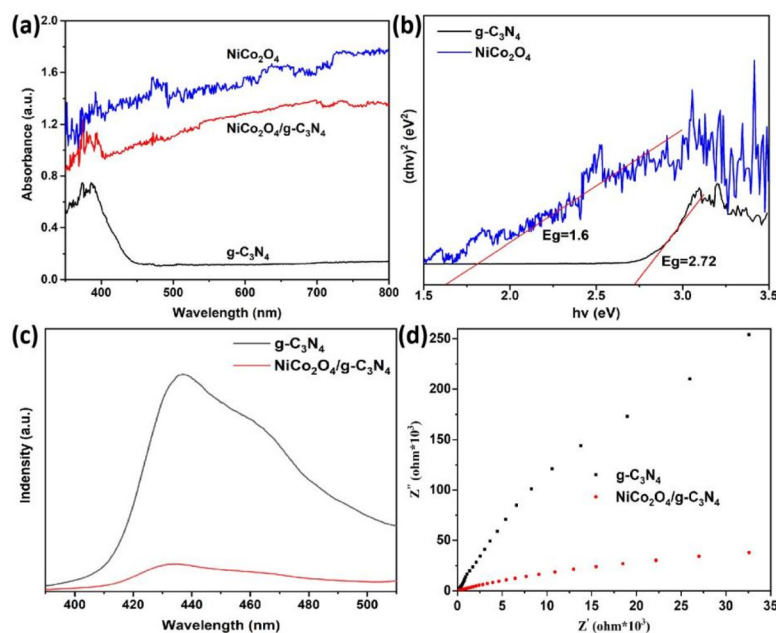 (a)
2.0
1.6
1.2
0.8
0.4
0.0
Absorbance (a.u.)
NiCo₂O₄
NiCo₂O₄/g-C₃N₄
g-C₃N₄
400 500 600 700 800
Wavelength (nm)
(b)
g-C₃N₄
NiCo₂O₄
(αhv)² (eV²)
Eg=1.6
Eg=2.72
1.5 2.0 2.5 3.0 3.5
hv (eV)
(c)
g-C₃N₄
NiCo₂O₄/g-C₃N₄
Indensity (a.u.)
400 420 440 460 480 500
Wavelength (nm)
(d)
250
200
150
100
50
0
Z'' (ohm*10³)
g-C₃N₄
NiCo₂O₄/g-C₃N₄
0 5 10 15 20 25 30 35
Z' (ohm*10³)